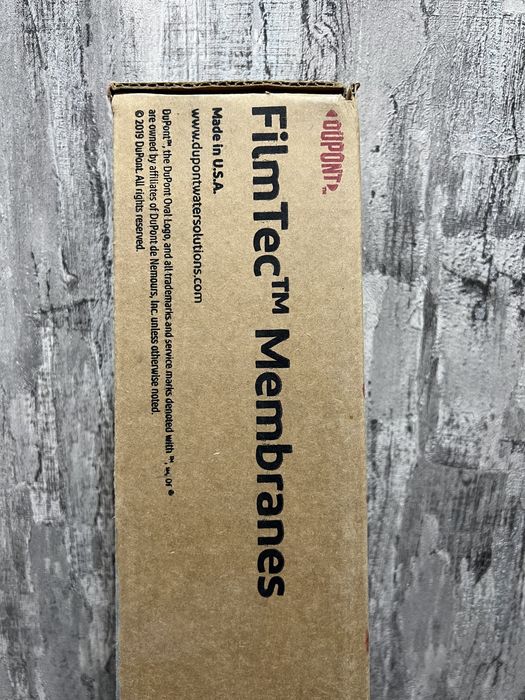 ◄DUPONT►™
FilmTec™ Membranes
Made in U.S.A.
www.dupontwatersolutions.com
DuPont™, the DuPont Oval Logo, and all trademarks and service marks denoted with ™, ℠, or ®
are owned by affiliates of DuPont de Nemours, Inc. unless otherwise noted.
© 2019 DuPont. All rights reserved.